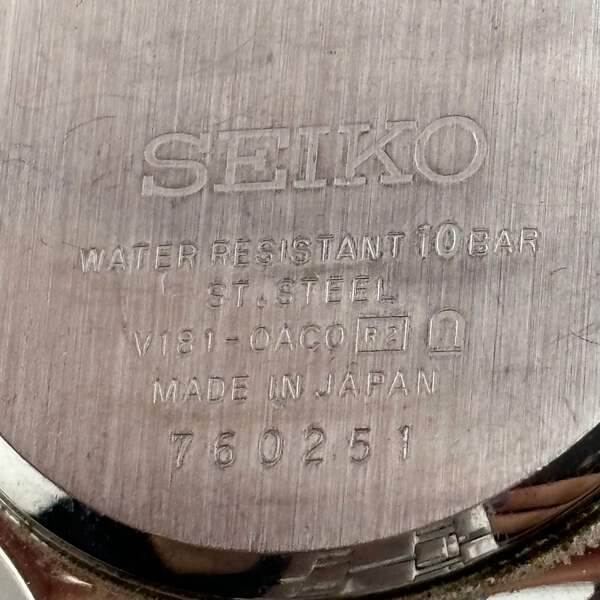 SEIKO
WATER RESISTANT 10 BAR
ST. STEEL
V181-0AC0 R2
MADE IN JAPAN
760251